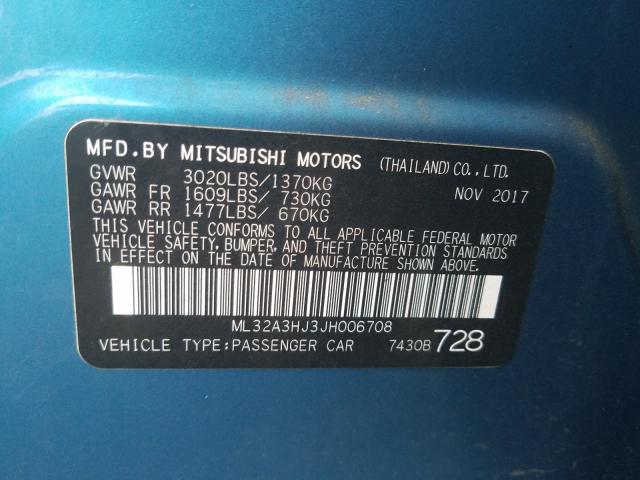 MFD. BY MITSUBISHI MOTORS (THAILAND) CO., LTD.
GVWR 3020LBS/1370KG NOV 2017
GAWR FR 1609LBS/ 730KG
GAWR RR 1477LBS/ 670KG
THIS VEHICLE CONFORMS TO ALL APPLICABLE FEDERAL MOTOR
VEHICLE SAFETY, BUMPER, AND THEFT PREVENTION STANDARDS
IN EFFECT ON THE DATE OF MANUFACTURE SHOWN ABOVE.
ML32A3HJ3JH006708
VEHICLE TYPE:PASSENGER CAR 7430B 728